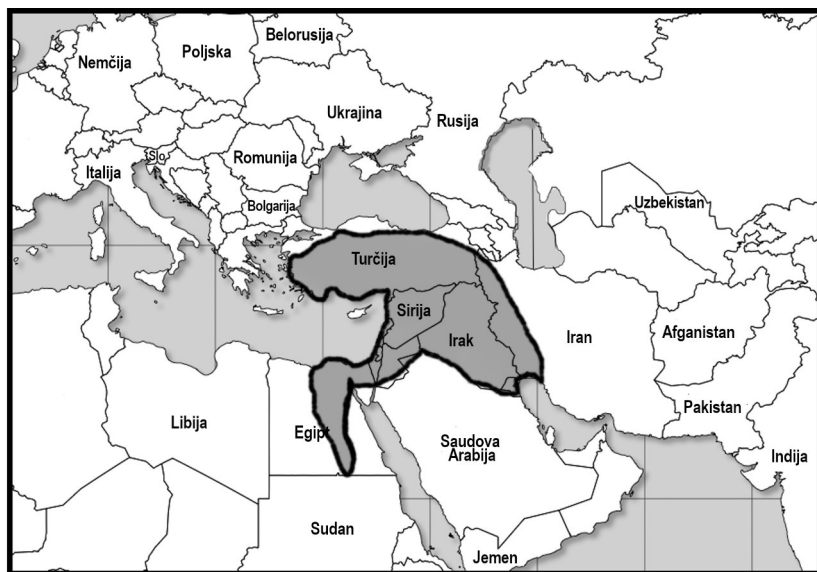 Belorusija
Poljska
Nemčija
Ukrajina
Rusija
Slo
Romunija
Italija
Uzbekistan
Bolgarija
Turčija
Sirija
Irak
Iran
Afganistan
Pakistan
Libija
Egipt
Saudova
Arabija
Indija
Sudan
Jemen